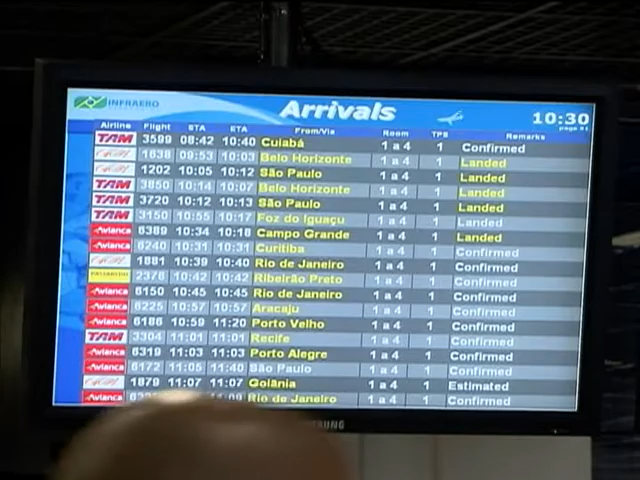 INFRAERO Arrivals 10:30
page 01
Airline Flight STA ETA From/Via Room TPS Remarks
TAM 3599 08:42 10:40 Cuiabá 1 a 4 1 Confirmed
GOL 1638 09:53 10:03 Belo Horizonte 1 a 4 1 Landed
GOL 1202 10:05 10:12 São Paulo 1 a 4 1 Landed
TAM 3850 10:14 10:07 Belo Horizonte 1 a 4 1 Landed
TAM 3720 10:12 10:13 São Paulo 1 a 4 1 Landed
TAM 3150 10:55 10:17 Foz do Iguaçu 1 a 4 1 Landed
Avianca 6389 10:34 10:18 Campo Grande 1 a 4 1 Landed
Avianca 6240 10:31 10:31 Curitiba 1 a 4 1 Confirmed
GOL 1881 10:39 10:40 Rio de Janeiro 1 a 4 1 Confirmed
PASSAREDO 2378 10:42 10:42 Ribeirão Preto 1 a 4 1 Confirmed
Avianca 6150 10:45 10:45 Rio de Janeiro 1 a 4 1 Confirmed
Avianca 6225 10:57 10:57 Aracaju 1 a 4 1 Confirmed
Avianca 6186 10:59 11:20 Porto Velho 1 a 4 1 Confirmed
TAM 3304 11:01 11:01 Recife 1 a 4 1 Confirmed
Avianca 6319 11:03 11:03 Porto Alegre 1 a 4 1 Confirmed
Avianca 6172 11:05 11:40 São Paulo 1 a 4 1 Confirmed
GOL 1879 11:07 11:07 Goiânia 1 a 4 1 Estimated
Avianca Rio de Janeiro 1 a 4 1 Confirmed
SAMSUNG